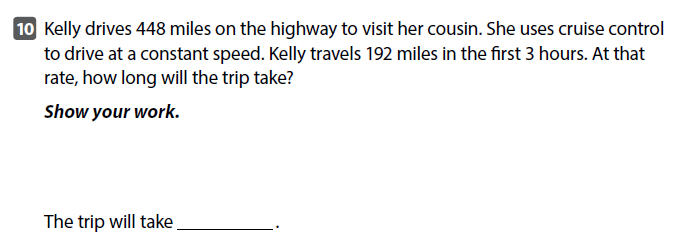 10 Kelly drives 448 miles on the highway to visit her cousin. She uses cruise control
to drive at a constant speed. Kelly travels 192 miles in the first 3 hours. At that
rate, how long will the trip take?
Show your work.
The trip will take __________.